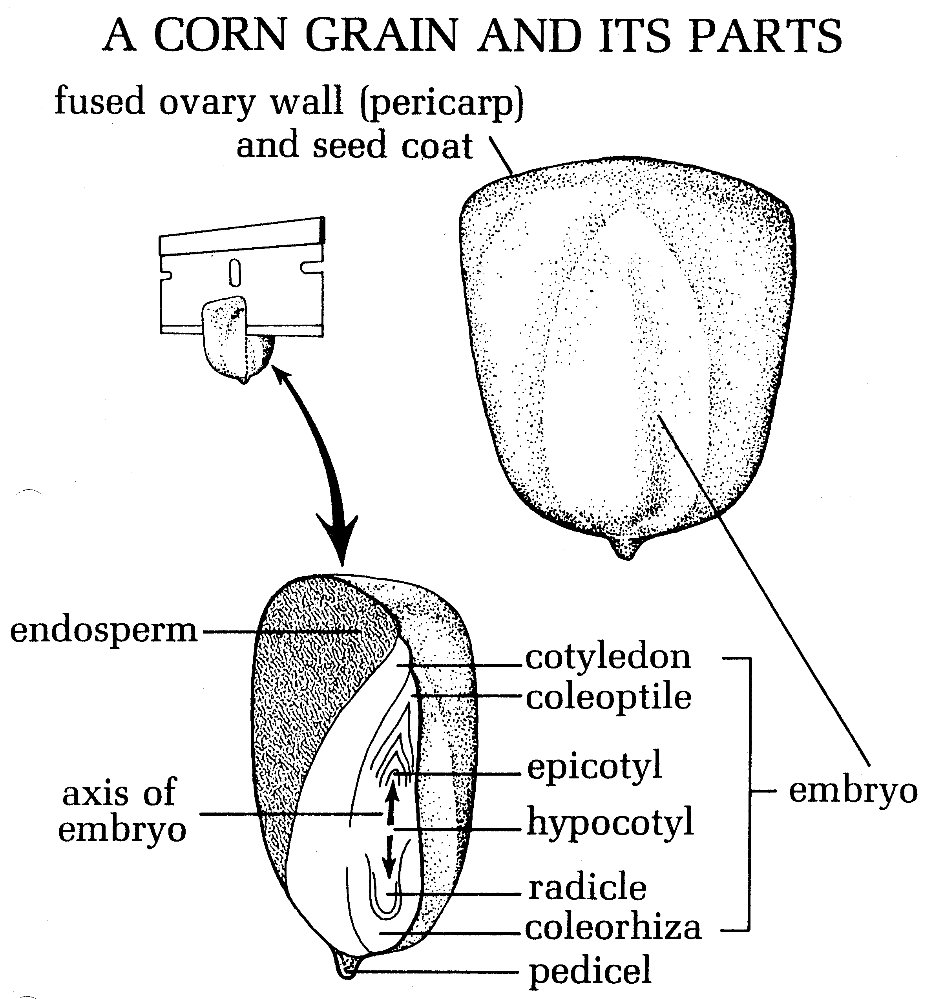 A CORN GRAIN AND ITS PARTS
fused ovary wall (pericarp)
and seed coat
endosperm
cotyledon
coleoptile
epicotyl
axis of
embryo
hypocotyl
embryo
radicle
coleorhiza
pedicel